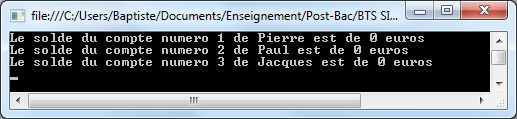 file:///C:/Users/Baptiste/Documents/Enseignement/Post-Bac/BTS SI...
Le solde du compte numero 1 de Pierre est de 0 euros
Le solde du compte numero 2 de Paul est de 0 euros
Le solde du compte numero 3 de Jacques est de 0 euros